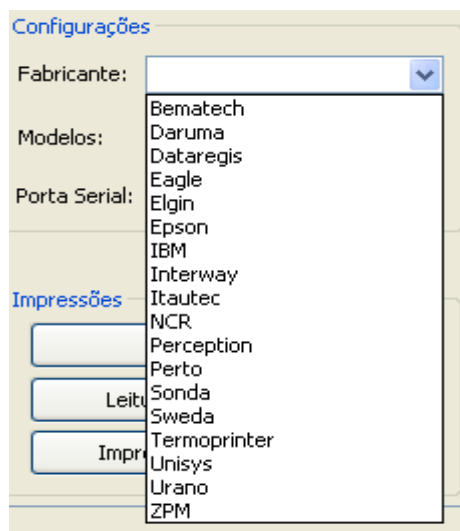 Configurações
Fabricante:
Bematech
Daruma
Dataregis
Eagle
Elgin
Epson
IBM
Interway
Itautec
NCR
Perception
Perto
Sonda
Sweda
Termoprinter
Unisys
Urano
ZPM
Modelos:
Porta Serial:
Impressões